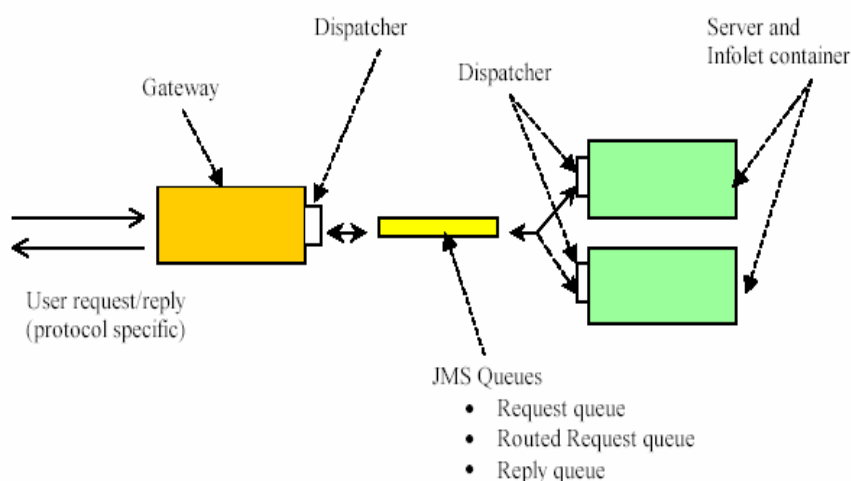 Dispatcher
Server and
Infolet container
Dispatcher
Gateway
User request/reply
(protocol specific)
JMS Queues
• Request queue
• Routed Request queue
• Reply queue